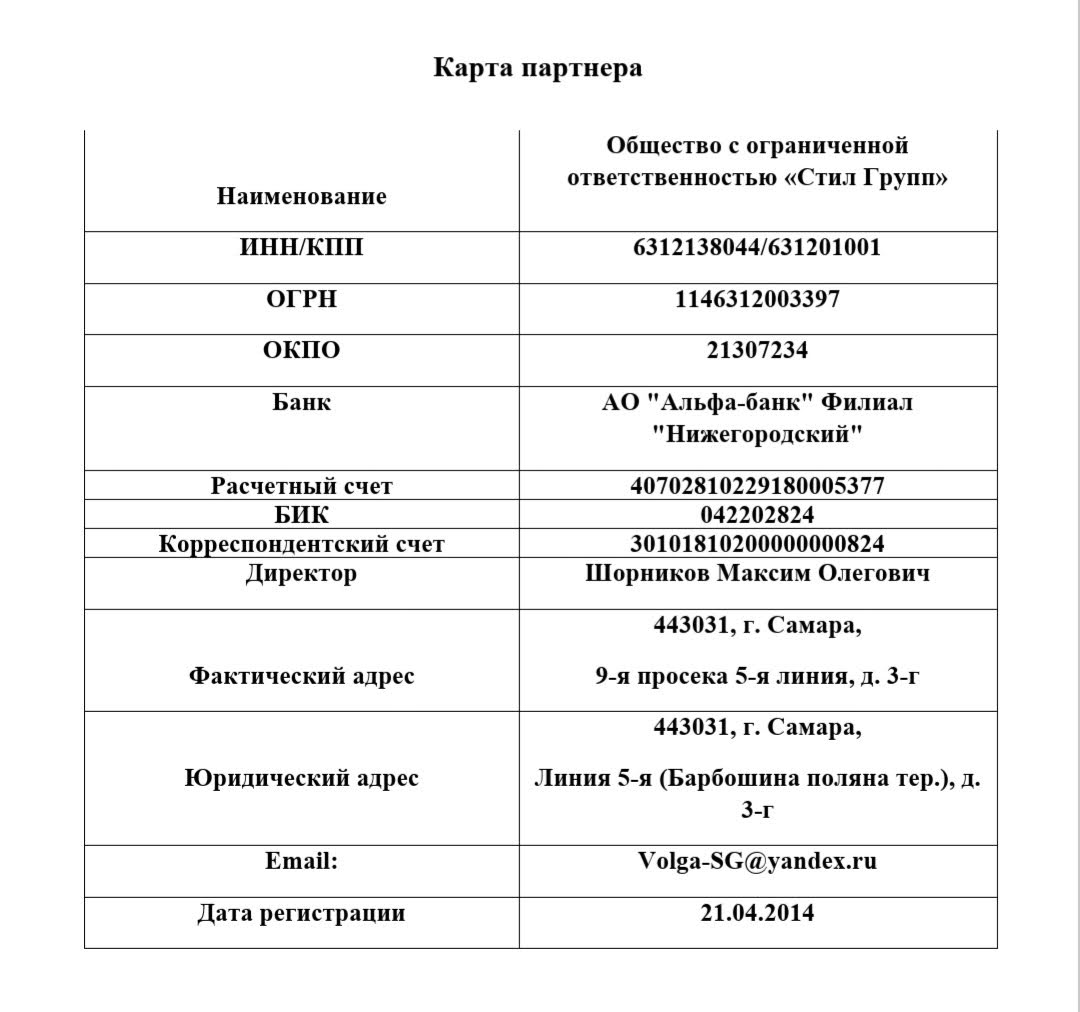 Карта партнера
Общество с ограниченной
ответственностью «Стил Групп»
Наименование
ИНН/КПП 6312138044/631201001
ОГРН 1146312003397
ОКПО 21307234
Банк АО "Альфа-банк" Филиал
"Нижегородский"
Расчетный счет 40702810229180005377
БИК 042202824
Корреспондентский счет 30101810200000000824
Директор Шорников Максим Олегович
443031, г. Самара,
Фактический адрес 9-я просека 5-я линия, д. 3-г
443031, г. Самара,
Юридический адрес Линия 5-я (Барбошина поляна тер.), д.
3-г
Email: Volga-SG@yandex.ru
Дата регистрации 21.04.2014